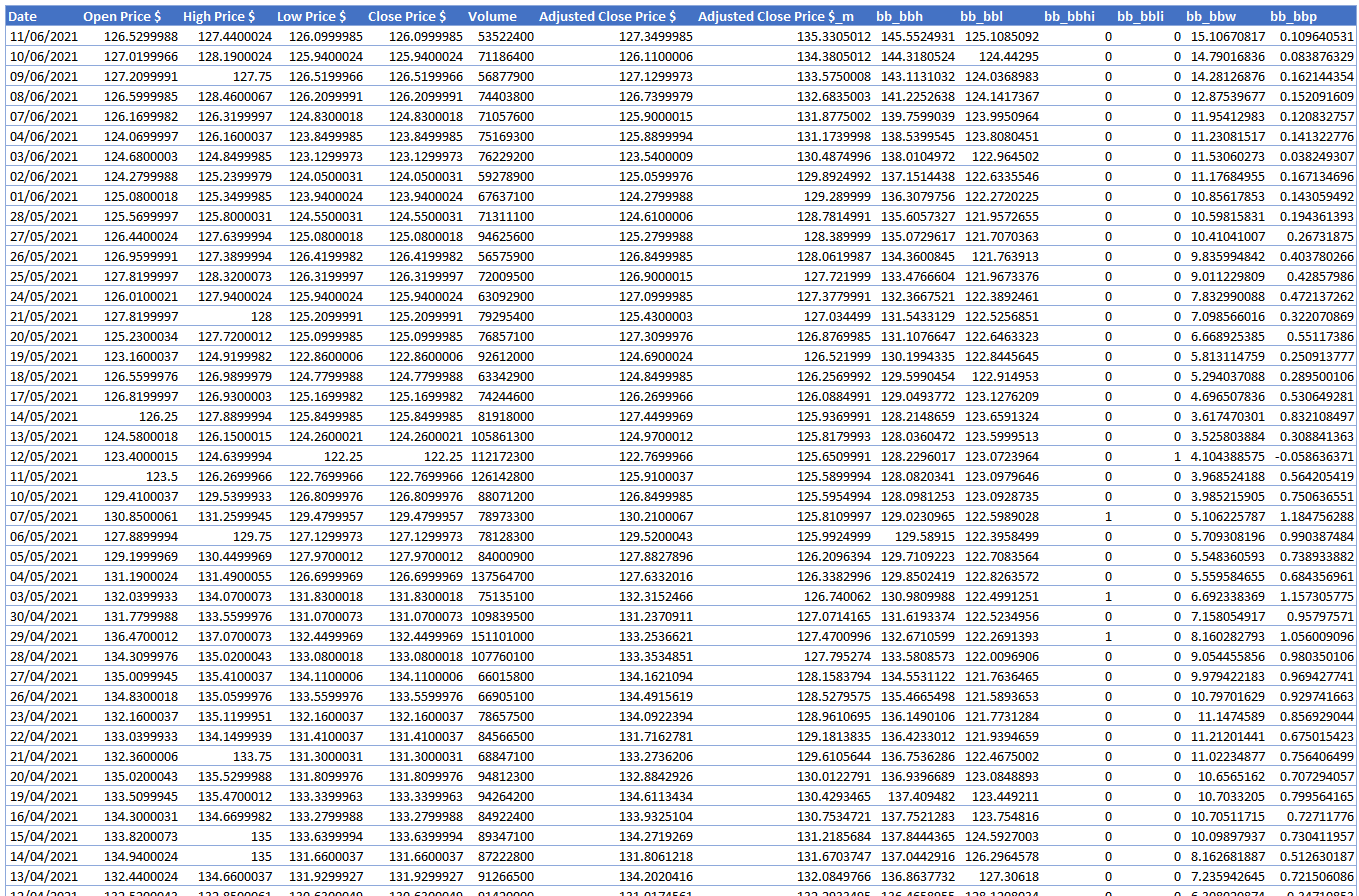 Date Open Price $ High Price $ Low Price $ Close Price $ Volume Adjusted Close Price $ Adjusted Close Price $_m bb_bbh bb_bbl bb_bbhi bb_bbli bb_bbw bb_bbp
11/06/2021 126.5299988 127.4400024 126.0999985 126.0999985 53522400 127.3499985 135.3305012 145.5524931 125.1085092 0 0 15.10670817 0.109640531
10/06/2021 127.0199966 128.1900024 125.9400024 125.9400024 71186400 126.1100006 134.3805012 144.3180524 124.44295 0 0 14.79016836 0.083876329
09/06/2021 127.2099991 127.75 126.5199966 126.5199966 56877900 127.1299973 133.5750008 143.1131032 124.0368983 0 0 14.28126876 0.162144354
08/06/2021 126.5999985 128.4600067 126.2099991 126.2099991 74403800 126.7399979 132.6835003 141.2252638 124.1417367 0 0 12.87539677 0.152091609
07/06/2021 126.1699982 126.3199997 124.8300018 124.8300018 71057600 125.9000015 131.8775002 139.7599039 123.9950964 0 0 11.95412983 0.120832757
04/06/2021 124.0699997 126.1600037 123.8499985 123.8499985 75169300 125.8899994 131.1739998 138.5399545 123.8080451 0 0 11.23081517 0.141322776
03/06/2021 124.6800003 124.8499985 123.1299973 123.1299973 76229200 123.5400009 130.4874996 138.0104972 122.964502 0 0 11.53060273 0.038249307
02/06/2021 124.2799988 125.2399979 124.0500031 124.0500031 59278900 125.0599976 129.8924992 137.1514438 122.6335546 0 0 11.17684955 0.167134696
01/06/2021 125.0800018 125.3499985 123.9400024 123.9400024 67637100 124.2799988 129.289999 136.3079756 122.2720225 0 0 10.85617853 0.143059492
28/05/2021 125.5699997 125.8000031 124.5500031 124.5500031 71311100 124.6100006 128.7814991 135.6057327 121.9572655 0 0 10.59815831 0.194361393
27/05/2021 126.4400024 127.6399994 125.0800018 125.0800018 94625600 125.2799988 128.389999 135.0729617 121.7070363 0 0 10.41041007 0.26731875
26/05/2021 126.9599991 127.3899994 126.4199982 126.4199982 56575900 126.8499985 128.0619987 134.3600845 121.763913 0 0 9.835994842 0.403780266
25/05/2021 127.8199997 128.3200073 126.3199997 126.3199997 72009500 126.9000015 127.721999 133.4766604 121.9673376 0 0 9.011229809 0.42857986
24/05/2021 126.0100021 127.9400024 125.9400024 125.9400024 63092900 127.0999985 127.3779991 132.3667521 122.3892461 0 0 7.832990088 0.472137262
21/05/2021 127.8199997 128 125.2099991 125.2099991 79295400 125.4300003 127.034499 131.5433129 122.5256851 0 0 7.098566016 0.322070869
20/05/2021 125.2300034 127.7200012 125.0999985 125.0999985 76857100 127.3099976 126.8769985 131.1076647 122.6463323 0 0 6.668925385 0.55117386
19/05/2021 123.1600037 124.9199982 122.8600006 122.8600006 92612000 124.6900024 126.521999 130.1994335 122.8445645 0 0 5.813114759 0.250913777
18/05/2021 126.5599976 126.9899979 124.7799988 124.7799988 63342900 124.8499985 126.2569992 129.5990454 122.914953 0 0 5.294037088 0.289500106
17/05/2021 126.8199997 126.9300003 125.1699982 125.1699982 74244600 126.2699966 126.0884991 129.0493772 123.1276209 0 0 4.696507836 0.530649281
14/05/2021 126.25 127.8899994 125.8499985 125.8499985 81918000 127.4499969 125.9369991 128.2148659 123.6591324 0 0 3.617470301 0.832108497
13/05/2021 124.5800018 126.1500015 124.2600021 124.2600021 105861300 124.9700012 125.8179993 128.0360472 123.5999513 0 0 3.525803884 0.308841363
12/05/2021 123.4000015 124.6399994 122.25 122.25 112172300 122.7699966 125.6509991 128.2296017 123.0723964 0 1 4.104388575 -0.058636371
11/05/2021 123.5 126.2699966 122.7699966 122.7699966 126142800 125.9100037 125.5899994 128.0820341 123.0979646 0 0 3.968524188 0.564205419
10/05/2021 129.4100037 129.5399933 126.8099976 126.8099976 88071200 126.8499985 125.5954994 128.0981253 123.0928735 0 0 3.985215905 0.750636551
07/05/2021 130.8500061 131.2599945 129.4799957 129.4799957 78973300 130.2100067 125.8109997 129.0230965 122.5989028 1 0 5.106225787 1.184756288
06/05/2021 127.8899994 129.75 127.1299973 127.1299973 78128300 129.5200043 125.9924999 129.58915 122.3958499 0 0 5.709308196 0.990387484
05/05/2021 129.1999969 130.4499969 127.9700012 127.9700012 84000900 127.8827896 126.2096394 129.7109223 122.7083564 0 0 5.548360593 0.738933882
04/05/2021 131.1900024 131.4900055 126.6999969 126.6999969 137564700 127.6332016 126.3382996 129.8502419 122.8263572 0 0 5.559584655 0.684356961
03/05/2021 132.0399933 134.0700073 131.8300018 131.8300018 75135100 132.3152466 126.740062 130.9809988 122.4991251 1 0 6.692338369 1.157305775
30/04/2021 131.7799988 133.5599976 131.0700073 131.0700073 109839500 131.2370911 127.0714165 131.6193374 122.5234956 0 0 7.158054917 0.95797571
29/04/2021 136.4700012 137.0700073 132.4499969 132.4499969 151101000 133.2536621 127.4700996 132.6710599 122.2691393 1 0 8.160282793 1.056009096
28/04/2021 134.3099976 135.0200043 133.0800018 133.0800018 107760100 133.3534851 127.795274 133.5808573 122.0096906 0 0 9.054455856 0.980350106
27/04/2021 135.0099945 135.4100037 134.1100006 134.1100006 66015800 134.1621094 128.1583794 134.5531122 121.7636465 0 0 9.979422183 0.969427741
26/04/2021 134.8300018 135.0599976 133.5599976 133.5599976 66905100 134.4915619 128.5279575 135.4665498 121.5893653 0 0 10.79701629 0.929741663
23/04/2021 132.1600037 135.1199951 132.1600037 132.1600037 78657500 134.0922394 128.9610695 136.1490106 121.7731284 0 0 11.1474589 0.856929044
22/04/2021 133.0399933 134.1499939 131.4100037 131.4100037 84566500 131.7162781 129.1813835 136.4233012 121.9394659 0 0 11.21201441 0.675015423
21/04/2021 132.3600006 133.75 131.3000031 131.3000031 68847100 133.2736206 129.6105644 136.7536286 122.4675002 0 0 11.02234877 0.756406499
20/04/2021 135.0200043 135.5299988 131.8099976 131.8099976 94812300 132.8842926 130.0122791 136.9396689 123.0848893 0 0 10.6565162 0.707294057
19/04/2021 133.5099945 135.4700012 133.3399963 133.3399963 94264200 134.6113434 130.4293465 137.409482 123.449211 0 0 10.7033205 0.799564165
16/04/2021 134.3000031 134.6699982 133.2799988 133.2799988 84922400 133.9325104 130.7534721 137.7521283 123.754816 0 0 10.70511715 0.72711776
15/04/2021 133.8200073 135 133.6399994 133.6399994 89347100 134.2719269 131.2185684 137.8444365 124.5927003 0 0 10.09897937 0.730411957
14/04/2021 134.9400024 135 131.6600037 131.6600037 87222800 131.8061218 131.6703747 137.0442916 126.2964578 0 0 8.162681887 0.512630187
13/04/2021 132.4400024 134.6600037 131.9299927 131.9299927 91266500 134.2020416 132.0849766 136.8637732 127.30618 0 0 7.235942645 0.721506086